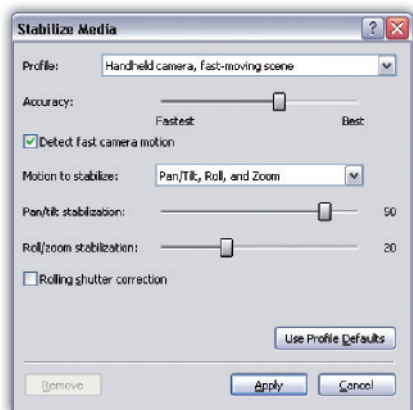 Stabilize Media
Profile: Handheld camera, fast-moving scene
Accuracy:
Fastest Best
Detect fast camera motion
Motion to stabilize: Pan/Tilt, Roll, and Zoom
Pan/tilt stabilization: 50
Roll/zoom stabilization: 20
Rolling shutter correction
Use Profile Defaults
Remove Apply Cancel